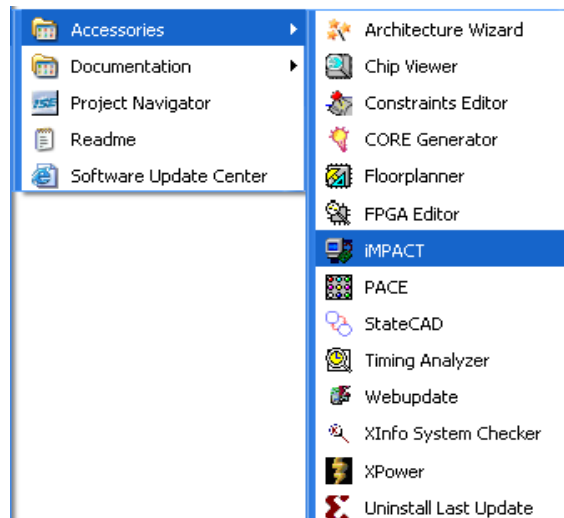 Accessories
Documentation
ISE Project Navigator
Readme
Software Update Center
Architecture Wizard
Chip Viewer
Constraints Editor
CORE Generator
Floorplanner
FPGA Editor
iMPACT
PACE
StateCAD
Timing Analyzer
Webupdate
XInfo System Checker
XPower
Uninstall Last Update